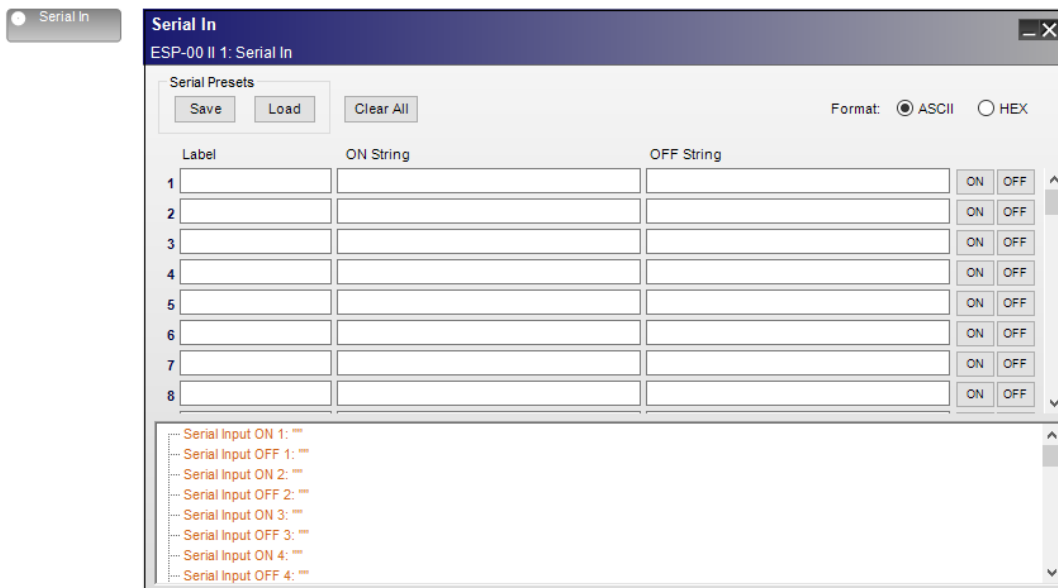 Serial In
Serial In
ESP-00 II 1: Serial In
Serial Presets
Save Load Clear All Format: ASCII HEX
Label ON String OFF String
1 ON OFF
2 ON OFF
3 ON OFF
4 ON OFF
5 ON OFF
6 ON OFF
7 ON OFF
8 ON OFF
Serial Input ON 1: ""
Serial Input OFF 1: ""
Serial Input ON 2: ""
Serial Input OFF 2: ""
Serial Input ON 3: ""
Serial Input OFF 3: ""
Serial Input ON 4: ""
Serial Input OFF 4: ""